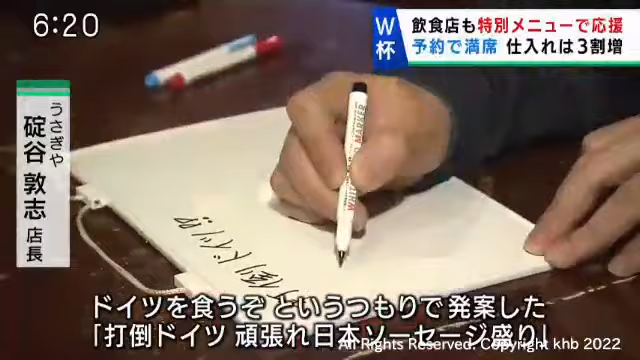 6:20
W杯
飲食店も特別メニューで応援
予約で満席 仕入れは3割増
うさぎや
碇谷 敦志 店長
WHITEBOARD MARKER
打倒ドイツ 頑
ドイツを食うぞ というつもりで発案した
「打倒ドイツ 頑張れ日本ソーセージ盛り」
All Rights Reserved. Copyright khb 2022